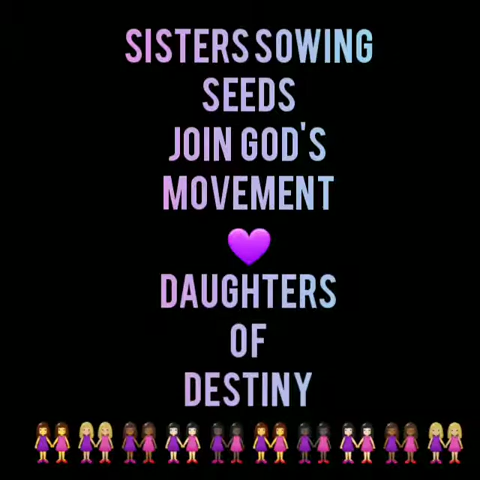 SISTERS SOWING
SEEDS
JOIN GOD'S
MOVEMENT
DAUGHTERS
OF
DESTINY